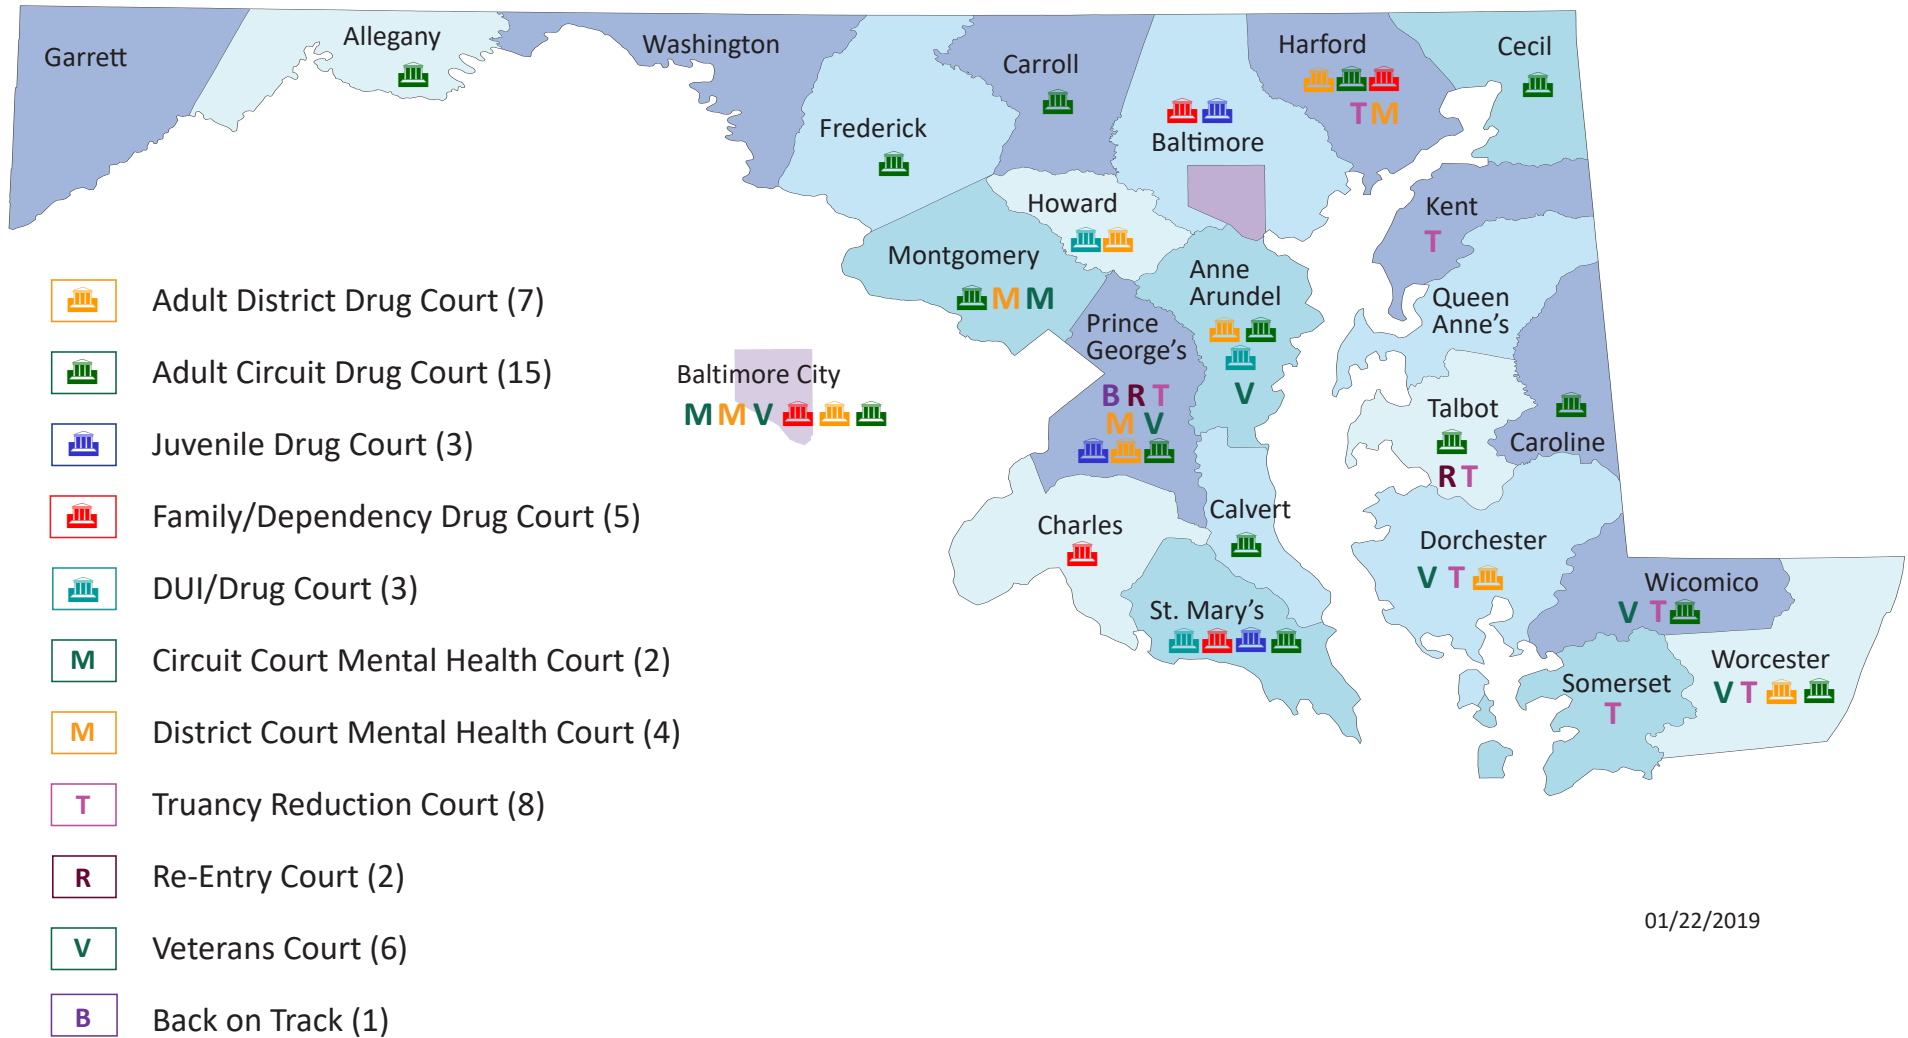 Garrett
Allegany
Washington
Frederick
Carroll
Baltimore
Harford
T M
Cecil
Howard
Montgomery
M M
Anne
Arundel
V
Prince
George's
B R T
M V
Kent
T
Queen
Anne's
Talbot
R T
Caroline
Baltimore City
M M V
Charles
Calvert
St. Mary's
Dorchester
V T
Wicomico
V T
Somerset
T
Worcester
V T
Adult District Drug Court (7)
Adult Circuit Drug Court (15)
Juvenile Drug Court (3)
Family/Dependency Drug Court (5)
DUI/Drug Court (3)
M Circuit Court Mental Health Court (2)
M District Court Mental Health Court (4)
T Truancy Reduction Court (8)
R Re-Entry Court (2)
V Veterans Court (6)
B Back on Track (1)
01/22/2019